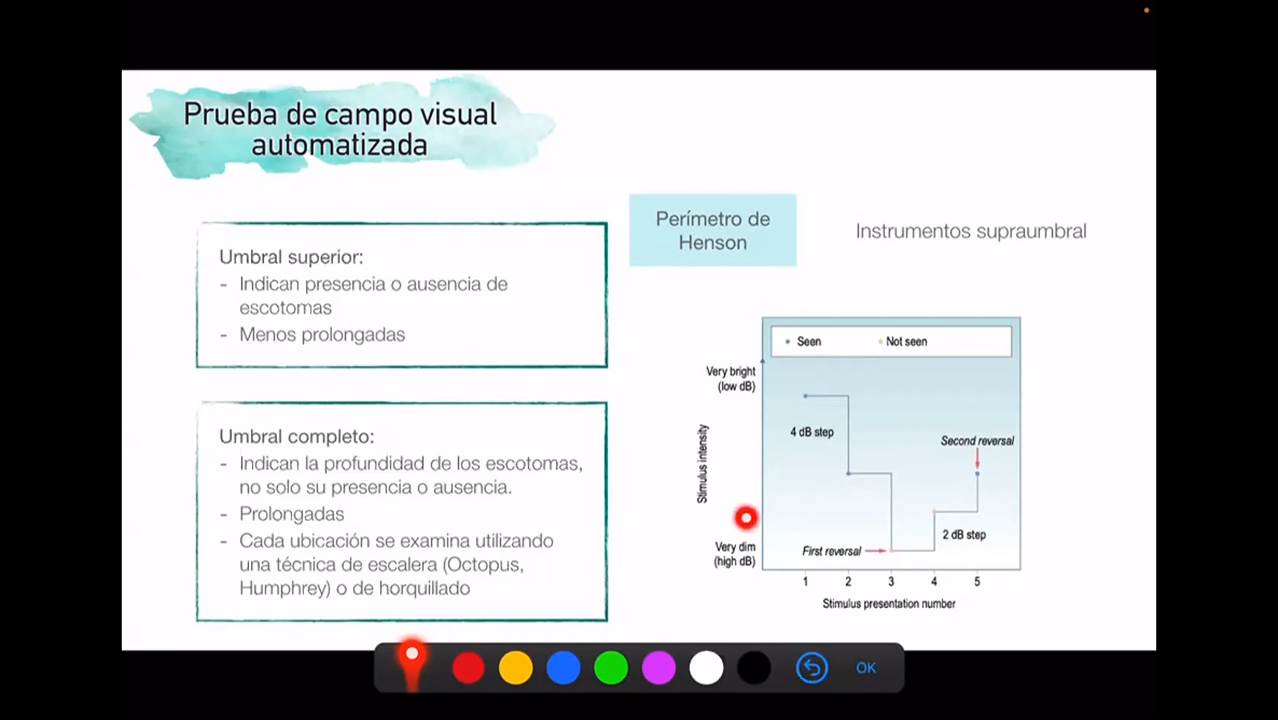 Prueba de campo visual
automatizada
Umbral superior:
- Indican presencia o ausencia de
escotomas
- Menos prolongadas
Umbral completo:
- Indican la profundidad de los escotomas,
no solo su presencia o ausencia.
- Prolongadas
- Cada ubicación se examina utilizando
una técnica de escalera (Octopus,
Humphrey) o de horquillado
Perímetro de
Henson
Instrumentos supraumbral
Seen
Not seen
Very bright
(low dB)
4 dB step
Second reversal
Stimulus intensity
Very dim
(high dB)
First reversal
2 dB step
1 2 3 4 5
Stimulus presentation number
OK